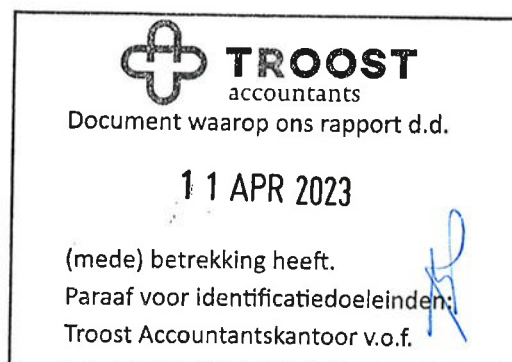 TROOST
accountants
Document waarop ons rapport d.d.
11 APR 2023
(mede) betrekking heeft.
Paraaf voor identificatiedoeleinden:
Troost Accountantskantoor v.o.f.